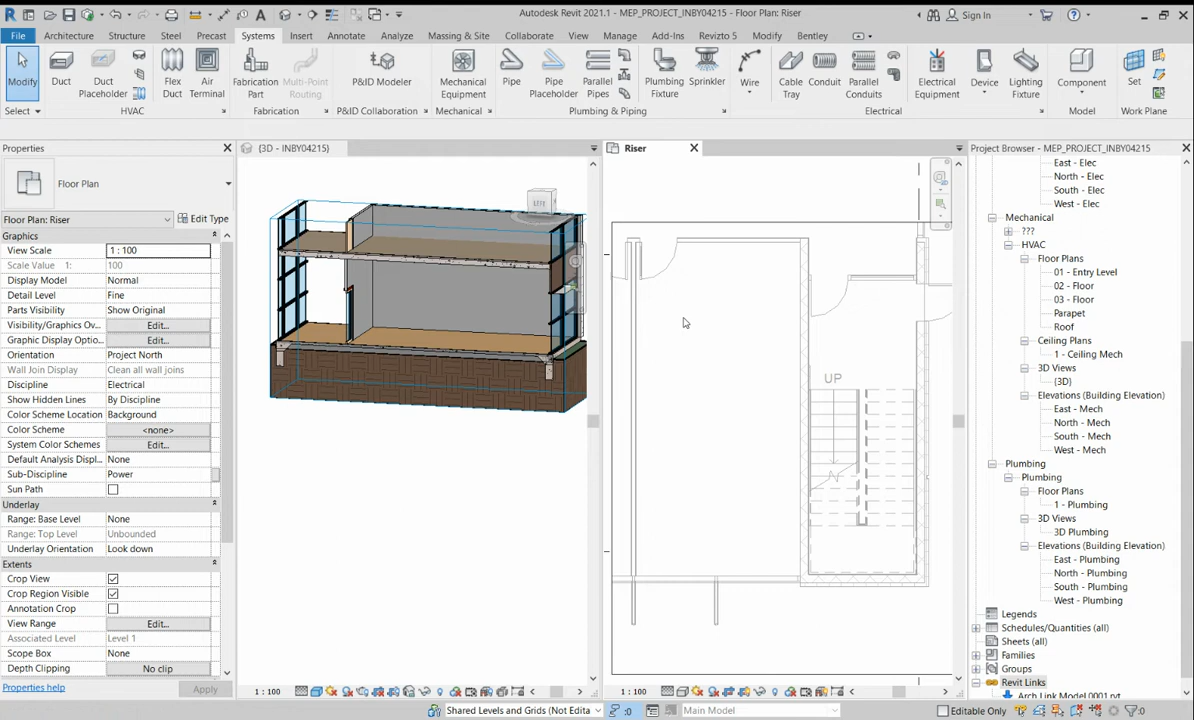 Autodesk Revit 2021.1 - MEP_PROJECT_INBY04215 - Floor Plan: Riser
Sign In
File Architecture Structure Steel Precast Systems Insert Annotate Analyze Massing & Site Collaborate View Manage Add-Ins Revizto 5 Modify Bentley
Modify Duct Duct Placeholder Flex Duct Air Terminal Fabrication Part Multi-Point Routing P&ID Modeler Mechanical Equipment Pipe Pipe Placeholder Parallel Pipes Plumbing Fixture Sprinkler Wire Cable Tray Conduit Parallel Conduits Electrical Equipment Device Lighting Fixture Component Set
Select HVAC Fabrication P&ID Collaboration Mechanical Plumbing & Piping Electrical Model Work Plane
Properties
Floor Plan
Floor Plan: Riser Edit Type
Graphics
View Scale 1 : 100
Scale Value 1: 100
Display Model Normal
Detail Level Fine
Parts Visibility Show Original
Visibility/Graphics Ov... Edit...
Graphic Display Optio... Edit...
Orientation Project North
Wall Join Display Clean all wall joins
Discipline Electrical
Show Hidden Lines By Discipline
Color Scheme Location Background
Color Scheme <none>
System Color Schemes Edit...
Default Analysis Displ... None
Sub-Discipline Power
Sun Path
Underlay
Range: Base Level None
Range: Top Level Unbounded
Underlay Orientation Look down
Extents
Crop View
Crop Region Visible
Annotation Crop
View Range Edit...
Associated Level Level 1
Scope Box None
Depth Clipping No clip
Properties help Apply
{3D - INBY04215}
LEFT
1 : 100
Riser
UP
1 : 100
Project Browser - MEP_PROJECT_INBY04215
East - Elec
North - Elec
South - Elec
West - Elec
Mechanical
???
HVAC
Floor Plans
01 - Entry Level
02 - Floor
03 - Floor
Parapet
Roof
Ceiling Plans
1 - Ceiling Mech
3D Views
{3D}
Elevations (Building Elevation)
East - Mech
North - Mech
South - Mech
West - Mech
Plumbing
Plumbing
Floor Plans
1 - Plumbing
3D Views
3D Plumbing
Elevations (Building Elevation)
East - Plumbing
North - Plumbing
South - Plumbing
West - Plumbing
Legends
Schedules/Quantities (all)
Sheets (all)
Families
Groups
Revit Links
Arch Link Model 0001.rvt
Shared Levels and Grids (Not Edita :0 Main Model Editable Only :0